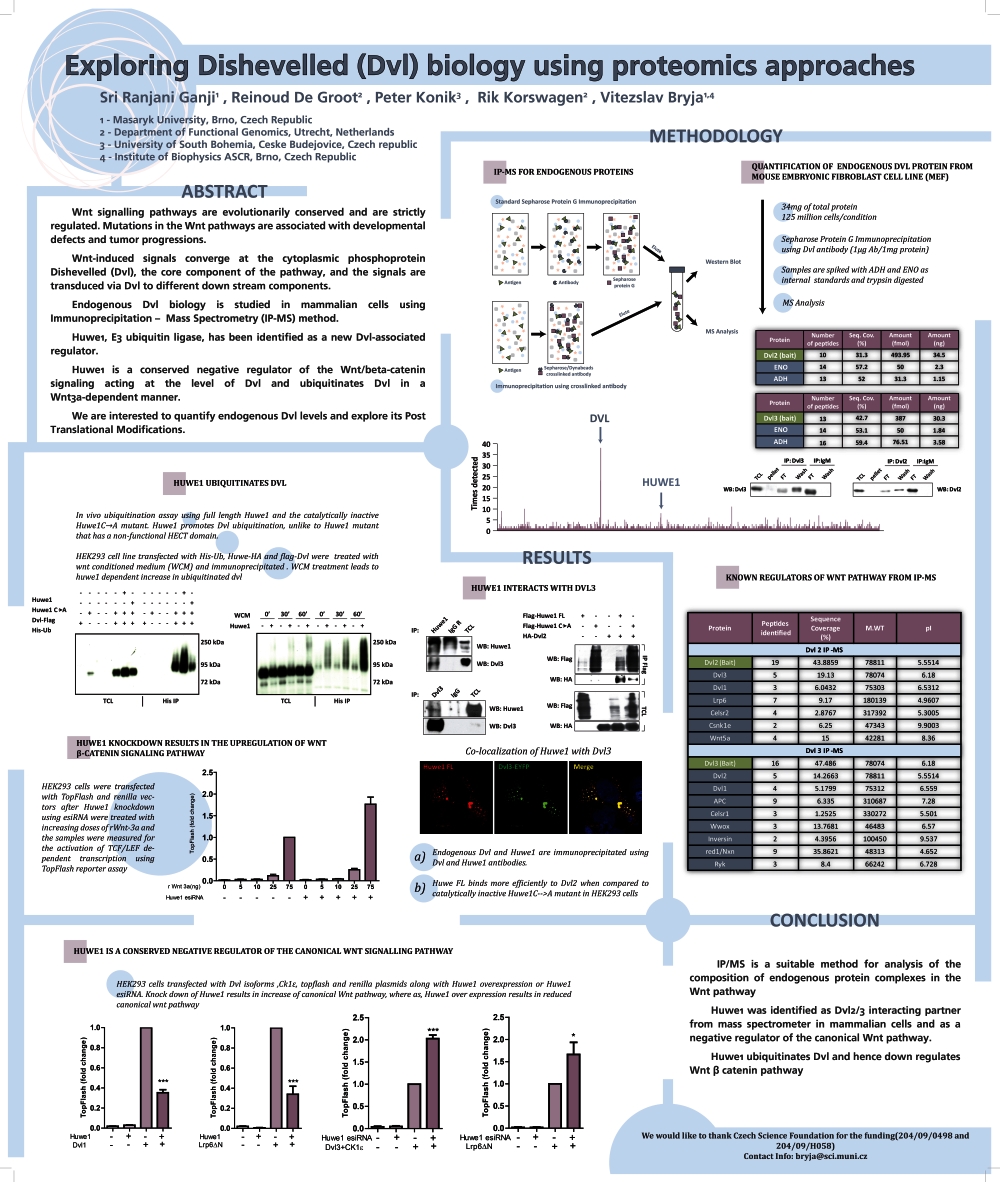 Exploring Dishevelled (Dvl) biology using proteomics approaches
Sri Ranjani Ganji¹ , Reinoud De Groot² , Peter Konik³ , Rik Korswagen² , Vitezslav Bryja¹·⁴
1 - Masaryk University, Brno, Czech Republic
2 - Department of Functional Genomics, Utrecht, Netherlands
3 - University of South Bohemia, Ceske Budejovice, Czech republic
4 - Institute of Biophysics ASCR, Brno, Czech Republic
ABSTRACT
Wnt signalling pathways are evolutionarily conserved and are strictly
regulated. Mutations in the Wnt pathways are associated with developmental
defects and tumor progressions.
Wnt-induced signals converge at the cytoplasmic phosphoprotein
Dishevelled (Dvl), the core component of the pathway, and the signals are
transduced via Dvl to different down stream components.
Endogenous Dvl biology is studied in mammalian cells using
Immunoprecipitation – Mass Spectrometry (IP-MS) method.
Huwe1, E3 ubiquitin ligase, has been identified as a new Dvl-associated
regulator.
Huwe1 is a conserved negative regulator of the Wnt/beta-catenin
signaling acting at the level of Dvl and ubiquitinates Dvl in a
Wnt3a-dependent manner.
We are interested to quantify endogenous Dvl levels and explore its Post
Translational Modifications.
METHODOLOGY
IP-MS FOR ENDOGENOUS PROTEINS
Standard Sepharose Protein G Immunoprecipitation
Antigen
Antibody
Sepharose
protein G
Elute
Western Blot
Elute
MS Analysis
Antigen
Sepharose/Dynabeads
crosslinked antibody
Immunoprecipitation using crosslinked antibody
QUANTIFICATION OF ENDOGENOUS DVL PROTEIN FROM
MOUSE EMBRYONIC FIBROBLAST CELL LINE (MEF)
34mg of total protein
125 million cells/condition
Sepharose Protein G Immunoprecipitation
using Dvl antibody (1µg Ab/1mg protein)
Samples are spiked with ADH and ENO as
internal standards and trypsin digested
MS Analysis
Protein Number of peptides Seq. Cov. (%) Amount (fmol) Amount (ng)
Dvl2 (bait) 10 31.3 493.95 34.5
ENO 14 57.2 50 2.3
ADH 13 52 31.3 1.15
Protein Number of peptides Seq. Cov. (%) Amount (fmol) Amount (ng)
Dvl3 (bait) 13 42.7 387 30.3
ENO 14 53.1 50 1.84
ADH 16 59.4 76.51 3.58
IP:Dvl3 IP:IgM
TCL pellet FT Wash FT Wash
WB: Dvl3
IP:Dvl2 IP:IgM
TCL pellet FT Wash FT Wash
WB: Dvl2
DVL
HUWE1
Times detected
40
35
30
25
20
15
10
5
0
HUWE1 UBIQUITINATES DVL
In vivo ubiquitination assay using full length Huwe1 and the catalytically inactive
Huwe1C→A mutant. Huwe1 promotes Dvl ubiquitination, unlike to Huwe1 mutant
that has a non-functional HECT domain.
HEK293 cell line transfected with His-Ub, Huwe-HA and flag-Dvl were treated with
wnt conditioned medium (WCM) and immunoprecipitated . WCM treatment leads to
huwe1 dependent increase in ubiquitinated dvl
Huwe1
Huwe1 C>A
Dvl-Flag
His-Ub
250 kDa
95 kDa
72 kDa
TCL
His IP
WCM 0' 30' 60' 0' 30' 60'
Huwe1 - + - + - + - + - + - +
250 kDa
95 kDa
72 kDa
TCL
His IP
HUWE1 KNOCKDOWN RESULTS IN THE UPREGULATION OF WNT
β-CATENIN SIGNALING PATHWAY
HEK293 cells were transfected
with TopFlash and renilla vec-
tors after Huwe1 knockdown
using esiRNA were treated with
increasing doses of rWnt-3a and
the samples were measured for
the activation of TCF/LEF de-
pendent transcription using
TopFlash reporter assay
TopFlash (fold change)
2.5
2.0
1.5
1.0
0.5
0.0
r Wnt 3a(ng) 0 5 10 25 75 0 5 10 25 75
Huwe1 esiRNA - - - - - + + + + +
RESULTS
HUWE1 INTERACTS WITH DVL3
IP: Huwe1 IgG R TCL
WB: Huwe1
WB: Dvl3
IP: Dvl3 IgG TCL
WB: Huwe1
WB: Dvl3
Flag-Huwe1 FL
Flag-Huwe1 C>A
HA-Dvl2
WB: Flag
WB: HA
IP Flag
WB: Flag
WB: HA
TCL
Co-localization of Huwe1 with Dvl3
Huwe1 FL
Dvl3-EYFP
Merge
a) Endogenous Dvl and Huwe1 are immunoprecipitated using
Dvl and Huwe1 antibodies.
b) Huwe FL binds more efficiently to Dvl2 when compared to
catalytically inactive Huwe1C-->A mutant in HEK293 cells
KNOWN REGULATORS OF WNT PATHWAY FROM IP-MS
Protein Peptides identified Sequence Coverage (%) M.WT pI
Dvl 2 IP -MS
Dvl2 (Bait) 19 43.8859 78811 5.5514
Dvl3 5 19.13 78074 6.18
Dvl1 3 6.0432 75303 6.5312
Lrp6 7 9.17 180139 4.9607
Celsr2 4 2.8767 317392 5.3005
Csnk1e 2 6.25 47343 9.9003
Wnt5a 4 15 42281 8.36
Dvl 3 IP -MS
Dvl3 (Bait) 16 47.486 78074 6.18
Dvl2 5 14.2663 78811 5.5514
Dvl1 4 5.1799 75312 6.559
APC 9 6.335 310687 7.28
Celsr1 3 1.2525 330272 5.501
Wwox 3 13.7681 46483 6.57
Inversin 2 4.3956 100450 9.537
red1/Nxn 9 35.8621 48313 4.652
Ryk 3 8.4 66242 6.728
HUWE1 IS A CONSERVED NEGATIVE REGULATOR OF THE CANONICAL WNT SIGNALLING PATHWAY
HEK293 cells transfected with Dvl isoforms ,Ck1ε, topflash and renilla plasmids along with Huwe1 overexpression or Huwe1
esiRNA. Knock down of Huwe1 results in increase of canonical Wnt pathway, where as, Huwe1 over expression results in reduced
canonical wnt pathway
TopFlash (fold change)
1.0
0.8
0.6
0.4
0.2
0.0
***
Huwe1 - + - +
Dvl1 - - + +
TopFlash (fold change)
1.0
0.8
0.6
0.4
0.2
0.0
***
Huwe1 - + - +
Lrp6ΔN - - + +
TopFlash (fold change)
2.5
2.0
1.5
1.0
0.5
0.0
***
Huwe1 esiRNA - + - +
Dvl3+CK1ε - - + +
TopFlash (fold change)
2.5
2.0
1.5
1.0
0.5
0.0
*
Huwe1 esiRNA - + - +
Lrp6ΔN - - + +
CONCLUSION
IP/MS is a suitable method for analysis of the
composition of endogenous protein complexes in the
Wnt pathway
Huwe1 was identified as Dvl2/3 interacting partner
from mass spectrometer in mammalian cells and as a
negative regulator of the canonical Wnt pathway.
Huwe1 ubiquitinates Dvl and hence down regulates
Wnt β catenin pathway
We would like to thank Czech Science Foundation for the funding(204/09/0498 and
204/09/H058)
Contact Info: bryja@sci.muni.cz